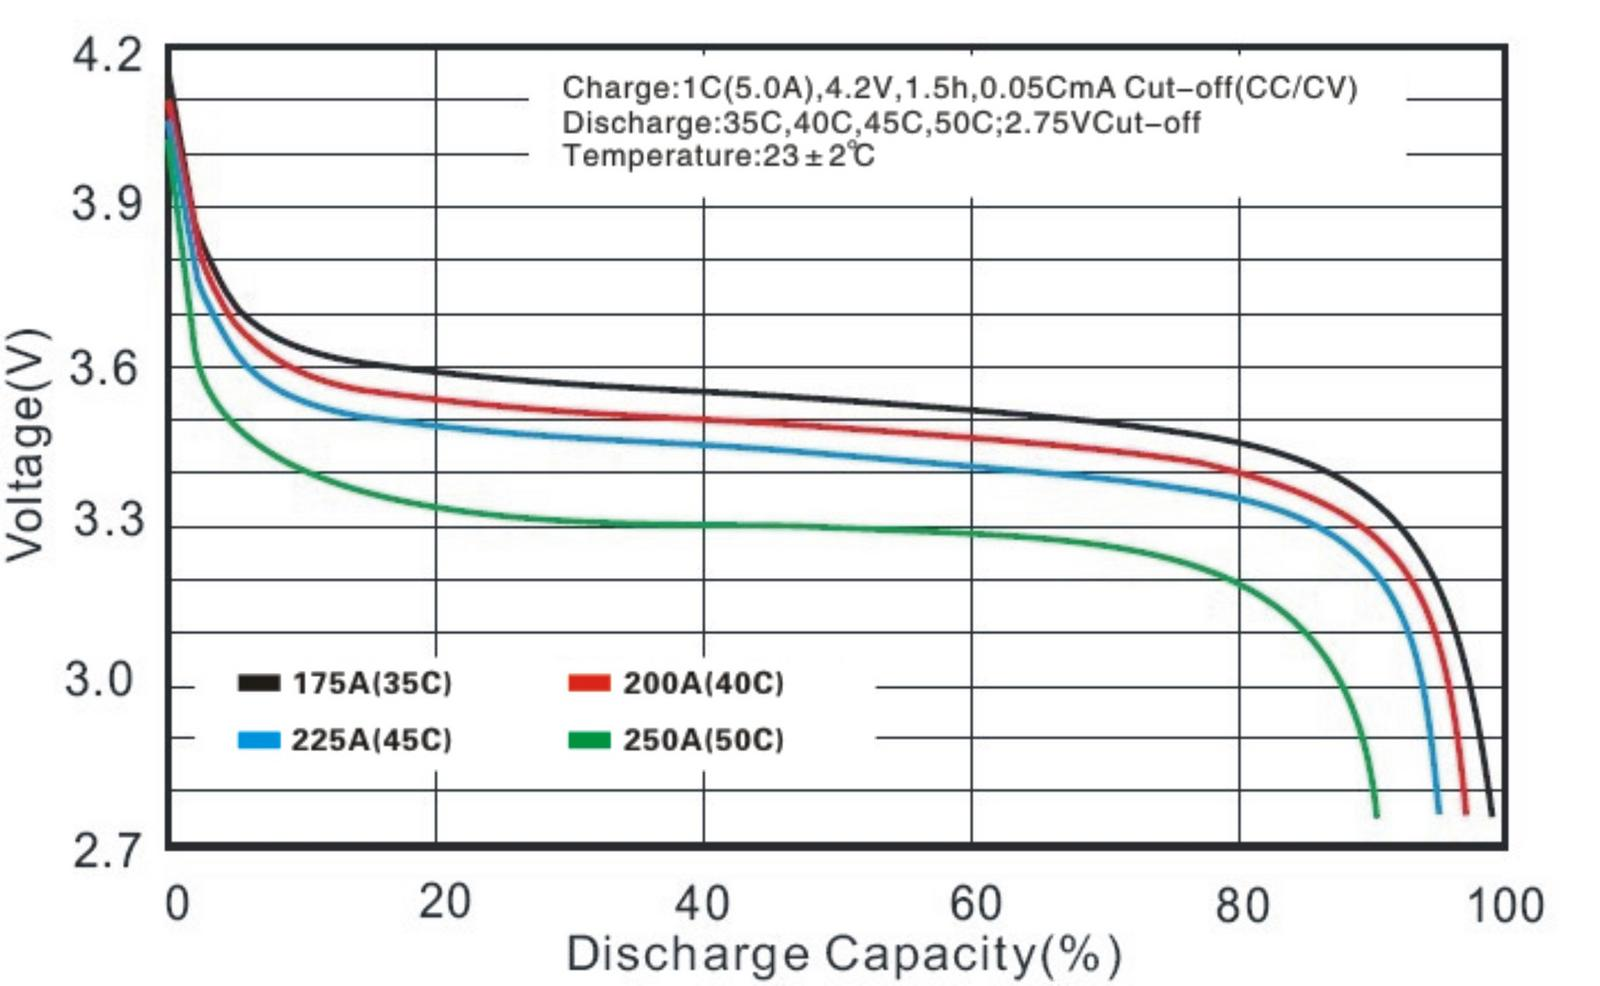 4.2
Charge:1C(5.0A),4.2V,1.5h,0.05CmA Cut-off(CC/CV)
Discharge:35C,40C,45C,50C;2.75VCut-off
Temperature:23±2℃
3.9
3.6
3.3
3.0
2.7
Voltage(V)
175A(35C) 200A(40C)
225A(45C) 250A(50C)
0 20 40 60 80 100
Discharge Capacity(%)